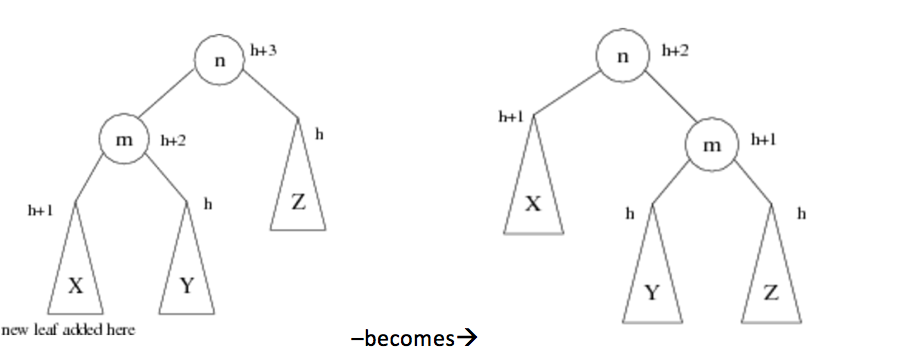 n
h+3
m
h+2
h
h+1
h
Z
X
Y
new leaf added here
–becomes→
n
h+2
h+1
m
h+1
X
h
h
Y
Z